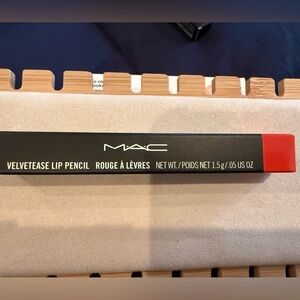 MAC
VELVETEASE LIP PENCIL ROUGE À LÈVRES NET WT./POIDS NET 1.5 g/.05 US OZ